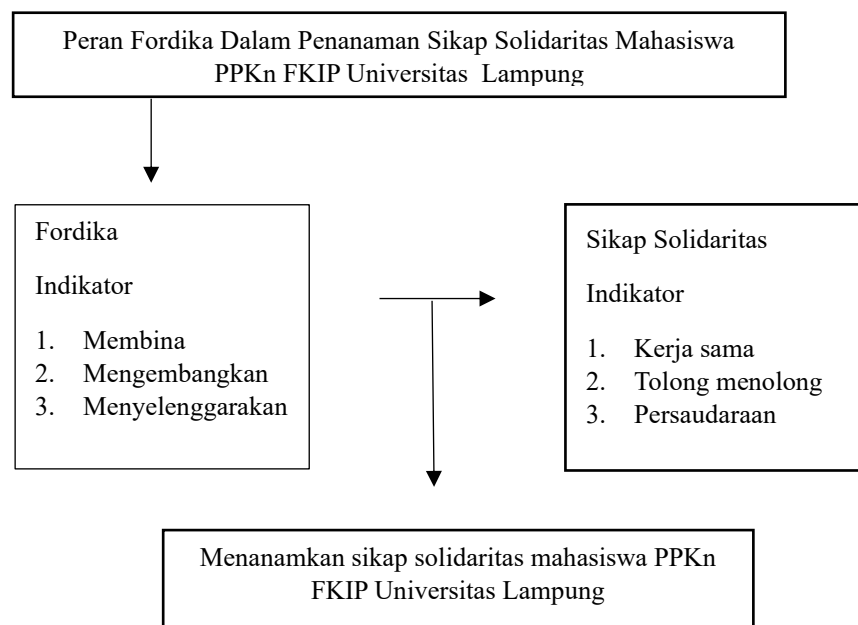 Peran Fordika Dalam Penanaman Sikap Solidaritas Mahasiswa
PPKn FKIP Universitas Lampung
Fordika
Indikator
1. Membina
2. Mengembangkan
3. Menyelenggarakan
Sikap Solidaritas
Indikator
1. Kerja sama
2. Tolong menolong
3. Persaudaraan
Menanamkan sikap solidaritas mahasiswa PPKn
FKIP Universitas Lampung